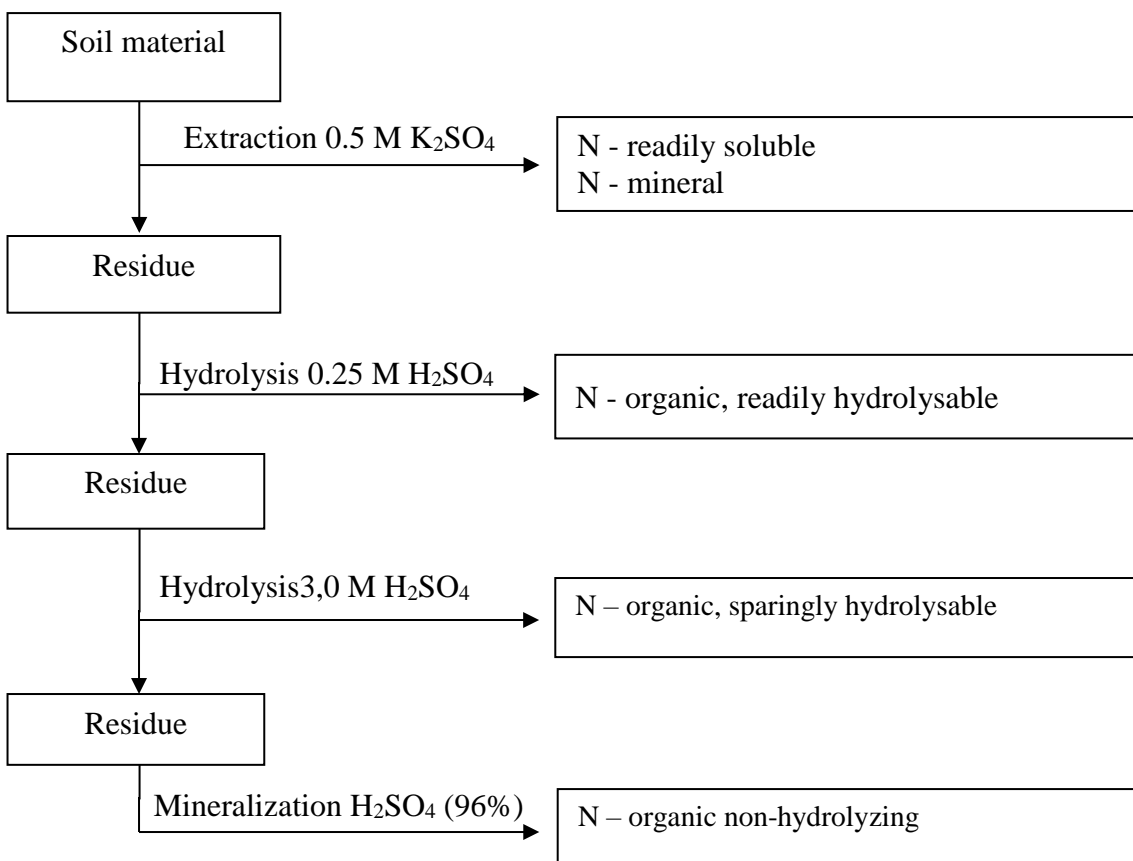 Soil material
Extraction 0.5 M K₂SO₄
N - readily soluble
N - mineral
Residue
Hydrolysis 0.25 M H₂SO₄
N - organic, readily hydrolysable
Residue
Hydrolysis3,0 M H₂SO₄
N – organic, sparingly hydrolysable
Residue
Mineralization H₂SO₄ (96%)
N – organic non-hydrolyzing